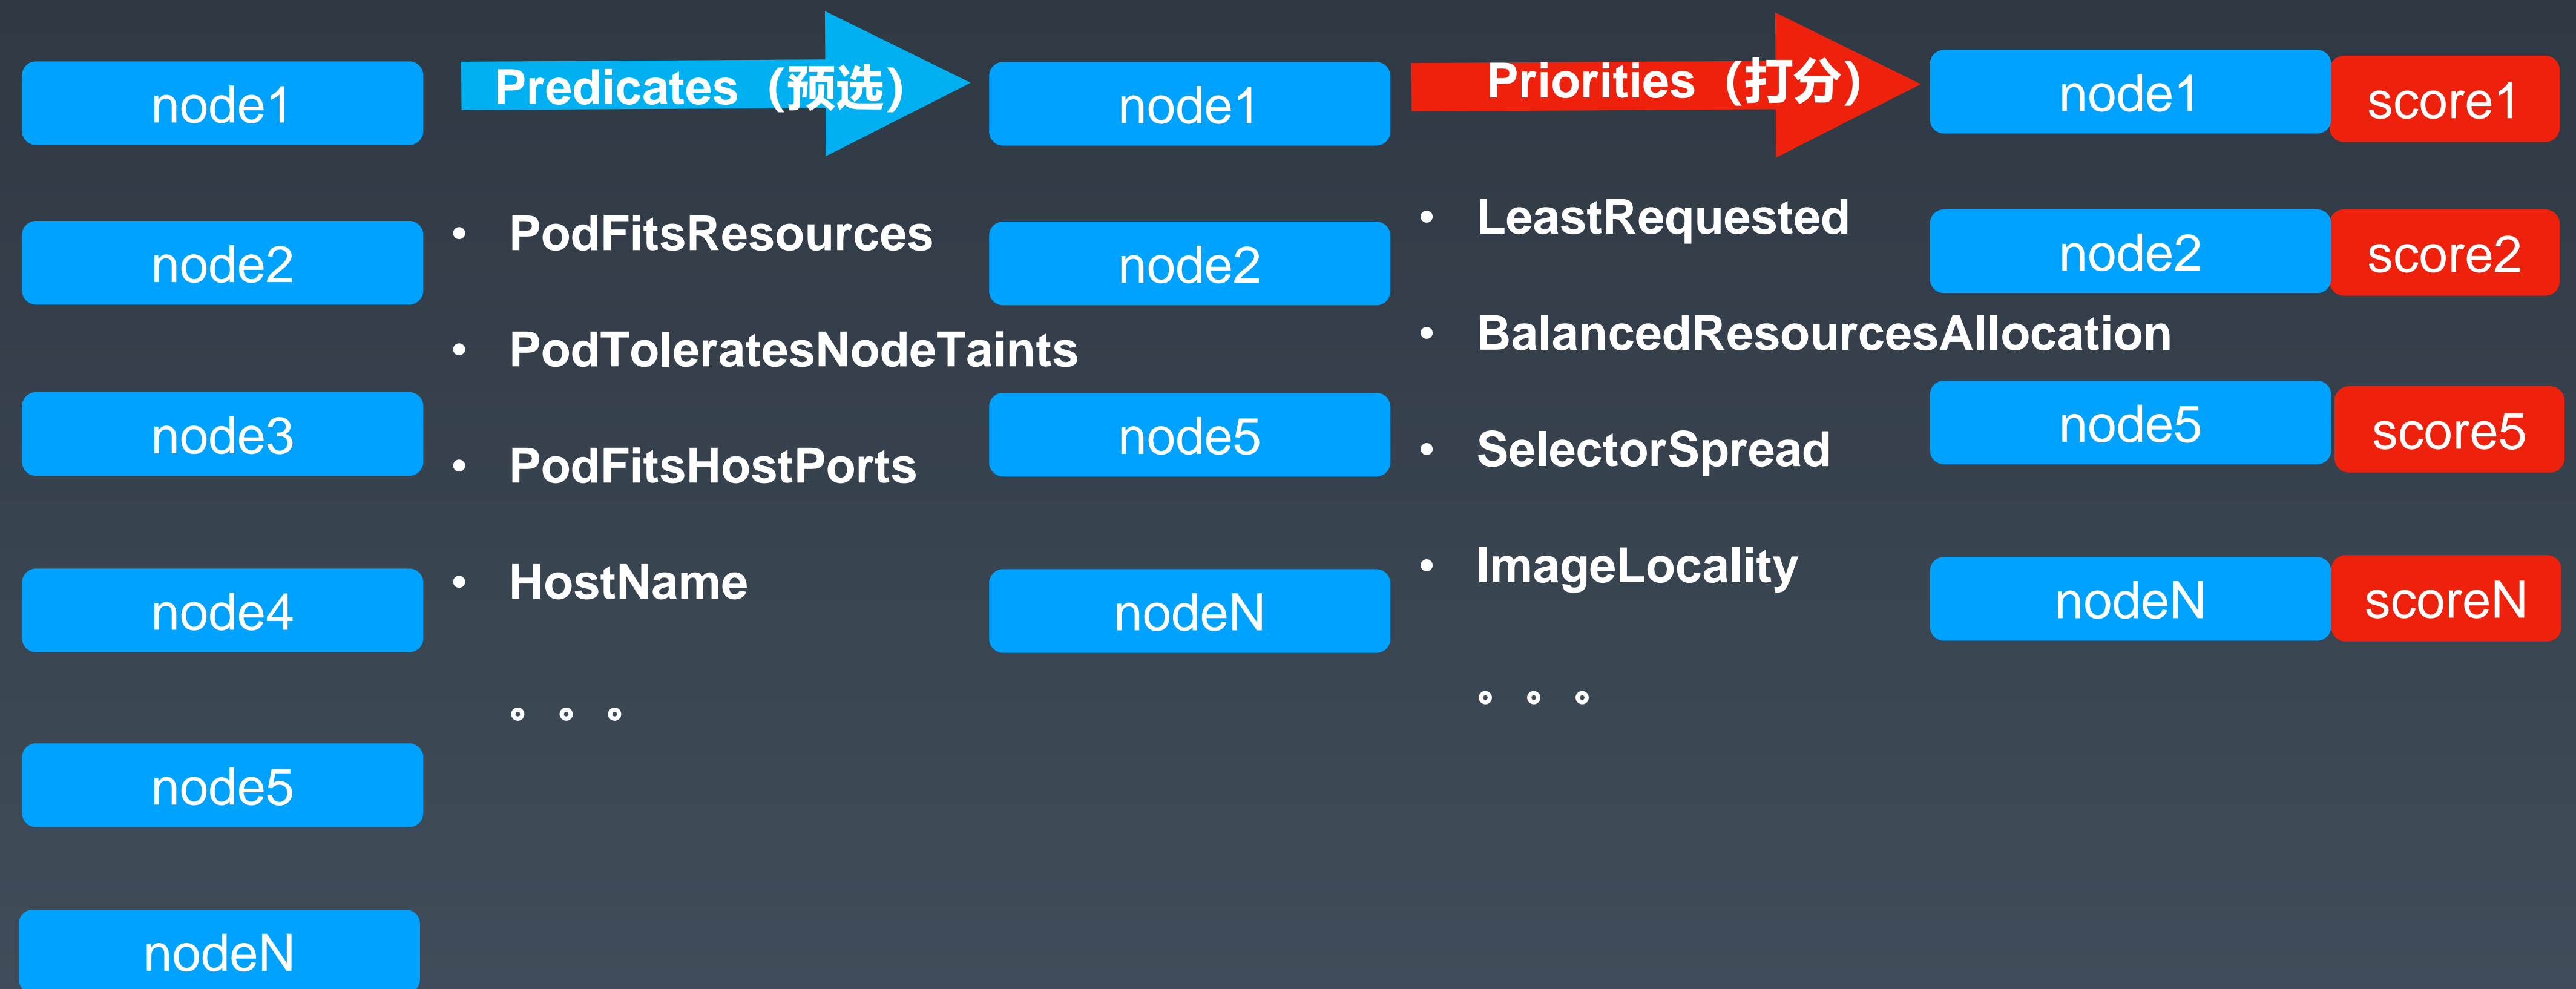 node1
node2
node3
node4
node5
nodeN
Predicates（预选）
• PodFitsResources
• PodToleratesNodeTaints
• PodFitsHostPorts
• HostName
。。。
node1
node2
node5
nodeN
Priorities（打分）
• LeastRequested
• BalancedResourcesAllocation
• SelectorSpread
• ImageLocality
。。。
node1 score1
node2 score2
node5 score5
nodeN scoreN